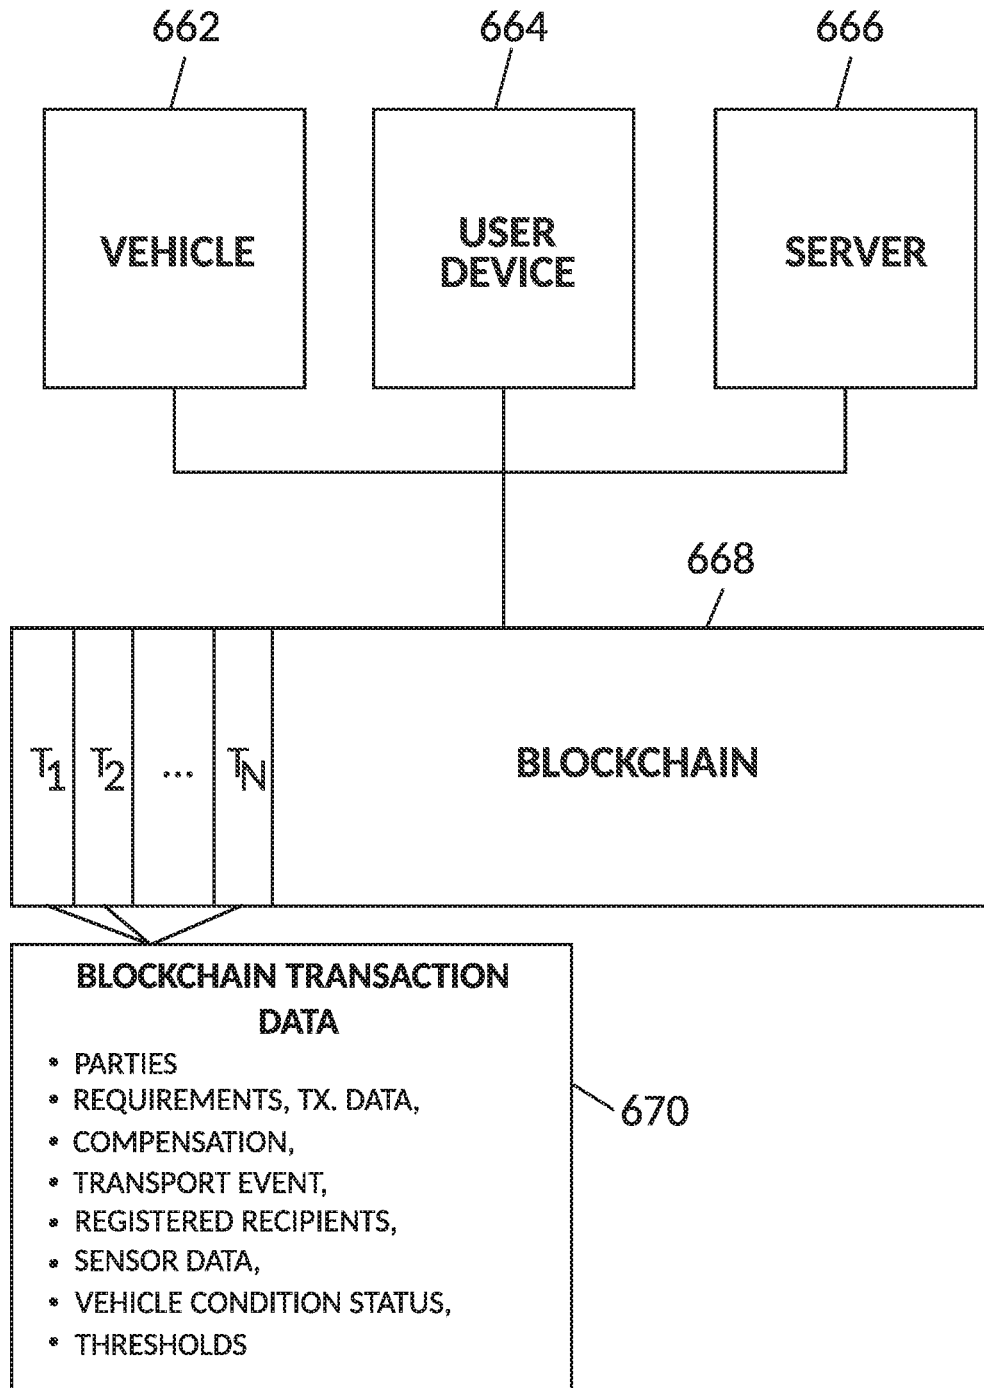 662 664 666
VEHICLE
USER
DEVICE
SERVER
668
T1 T2 ... TN BLOCKCHAIN
BLOCKCHAIN TRANSACTION
DATA
• PARTIES
• REQUIREMENTS, TX. DATA,
• COMPENSATION,
• TRANSPORT EVENT,
• REGISTERED RECIPIENTS,
• SENSOR DATA,
• VEHICLE CONDITION STATUS,
• THRESHOLDS
670